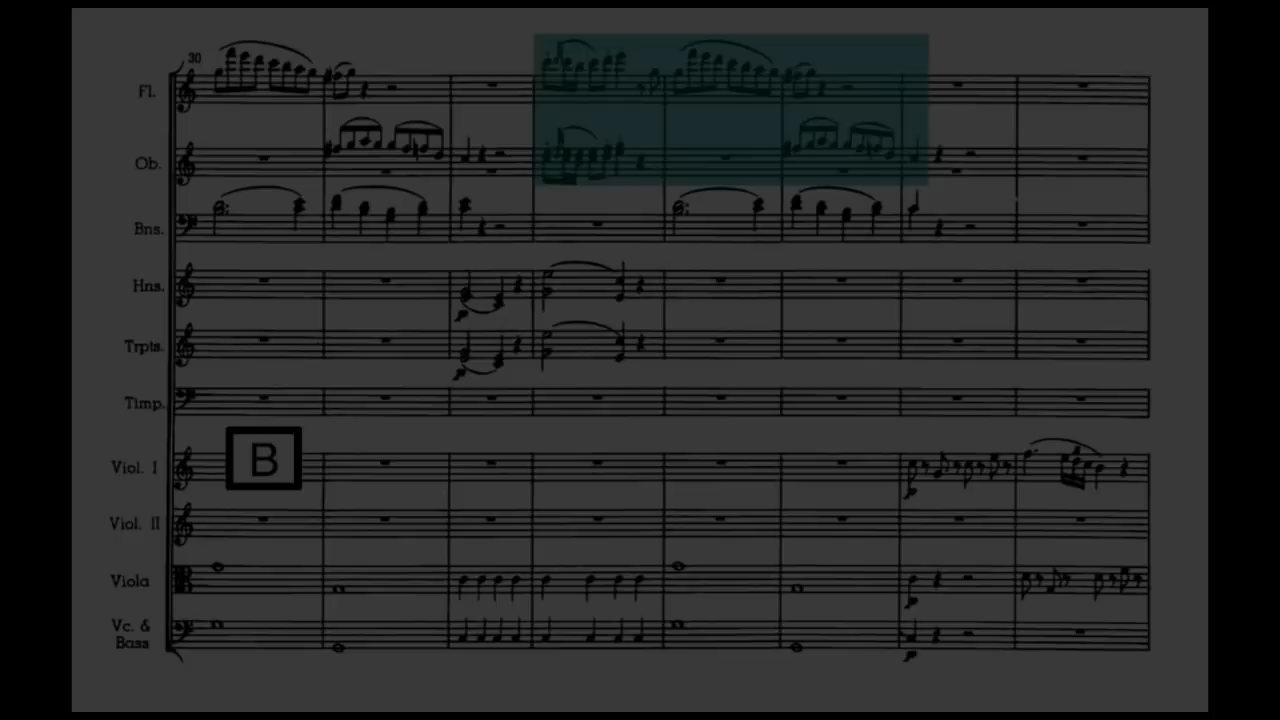 30
Fl.
Ob.
Bns.
Hns.
p
Trpts.
p
Timp.
B
Viol. I
p
Viol. II
Viola
p
Vc. &
Bass
p